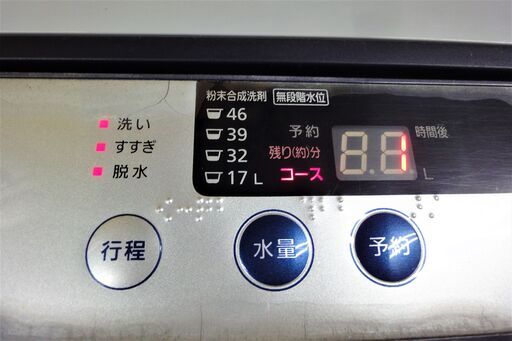 粉末合成洗剤 無段階水位
46
39
32
17L
洗い
すすぎ
脱水
予約
残り(約)分
コース
1
時間後
L
行程
水量
予約